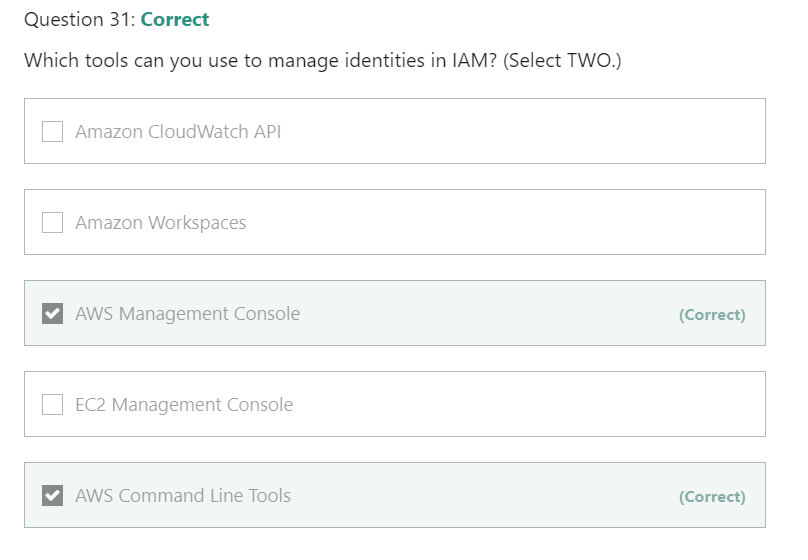 Question 31: Correct
Which tools can you use to manage identities in IAM? (Select TWO.)
Amazon CloudWatch API
Amazon Workspaces
AWS Management Console (Correct)
EC2 Management Console
AWS Command Line Tools (Correct)